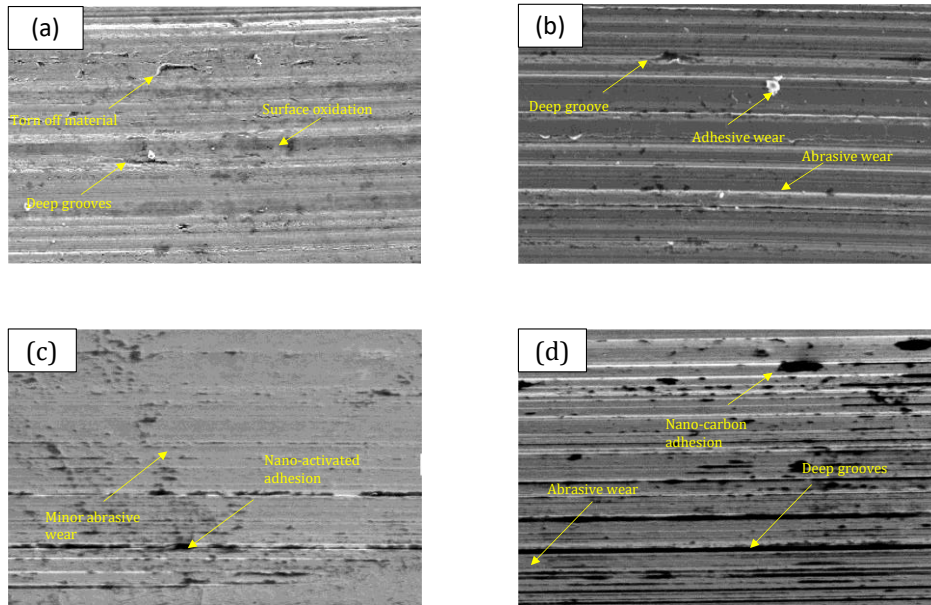 (a)
Torn off material
Surface oxidation
Deep grooves
(b)
Deep groove
Adhesive wear
Abrasive wear
(c)
Nano-activated
adhesion
Minor abrasive
wear
(d)
Nano-carbon
adhesion
Deep grooves
Abrasive wear